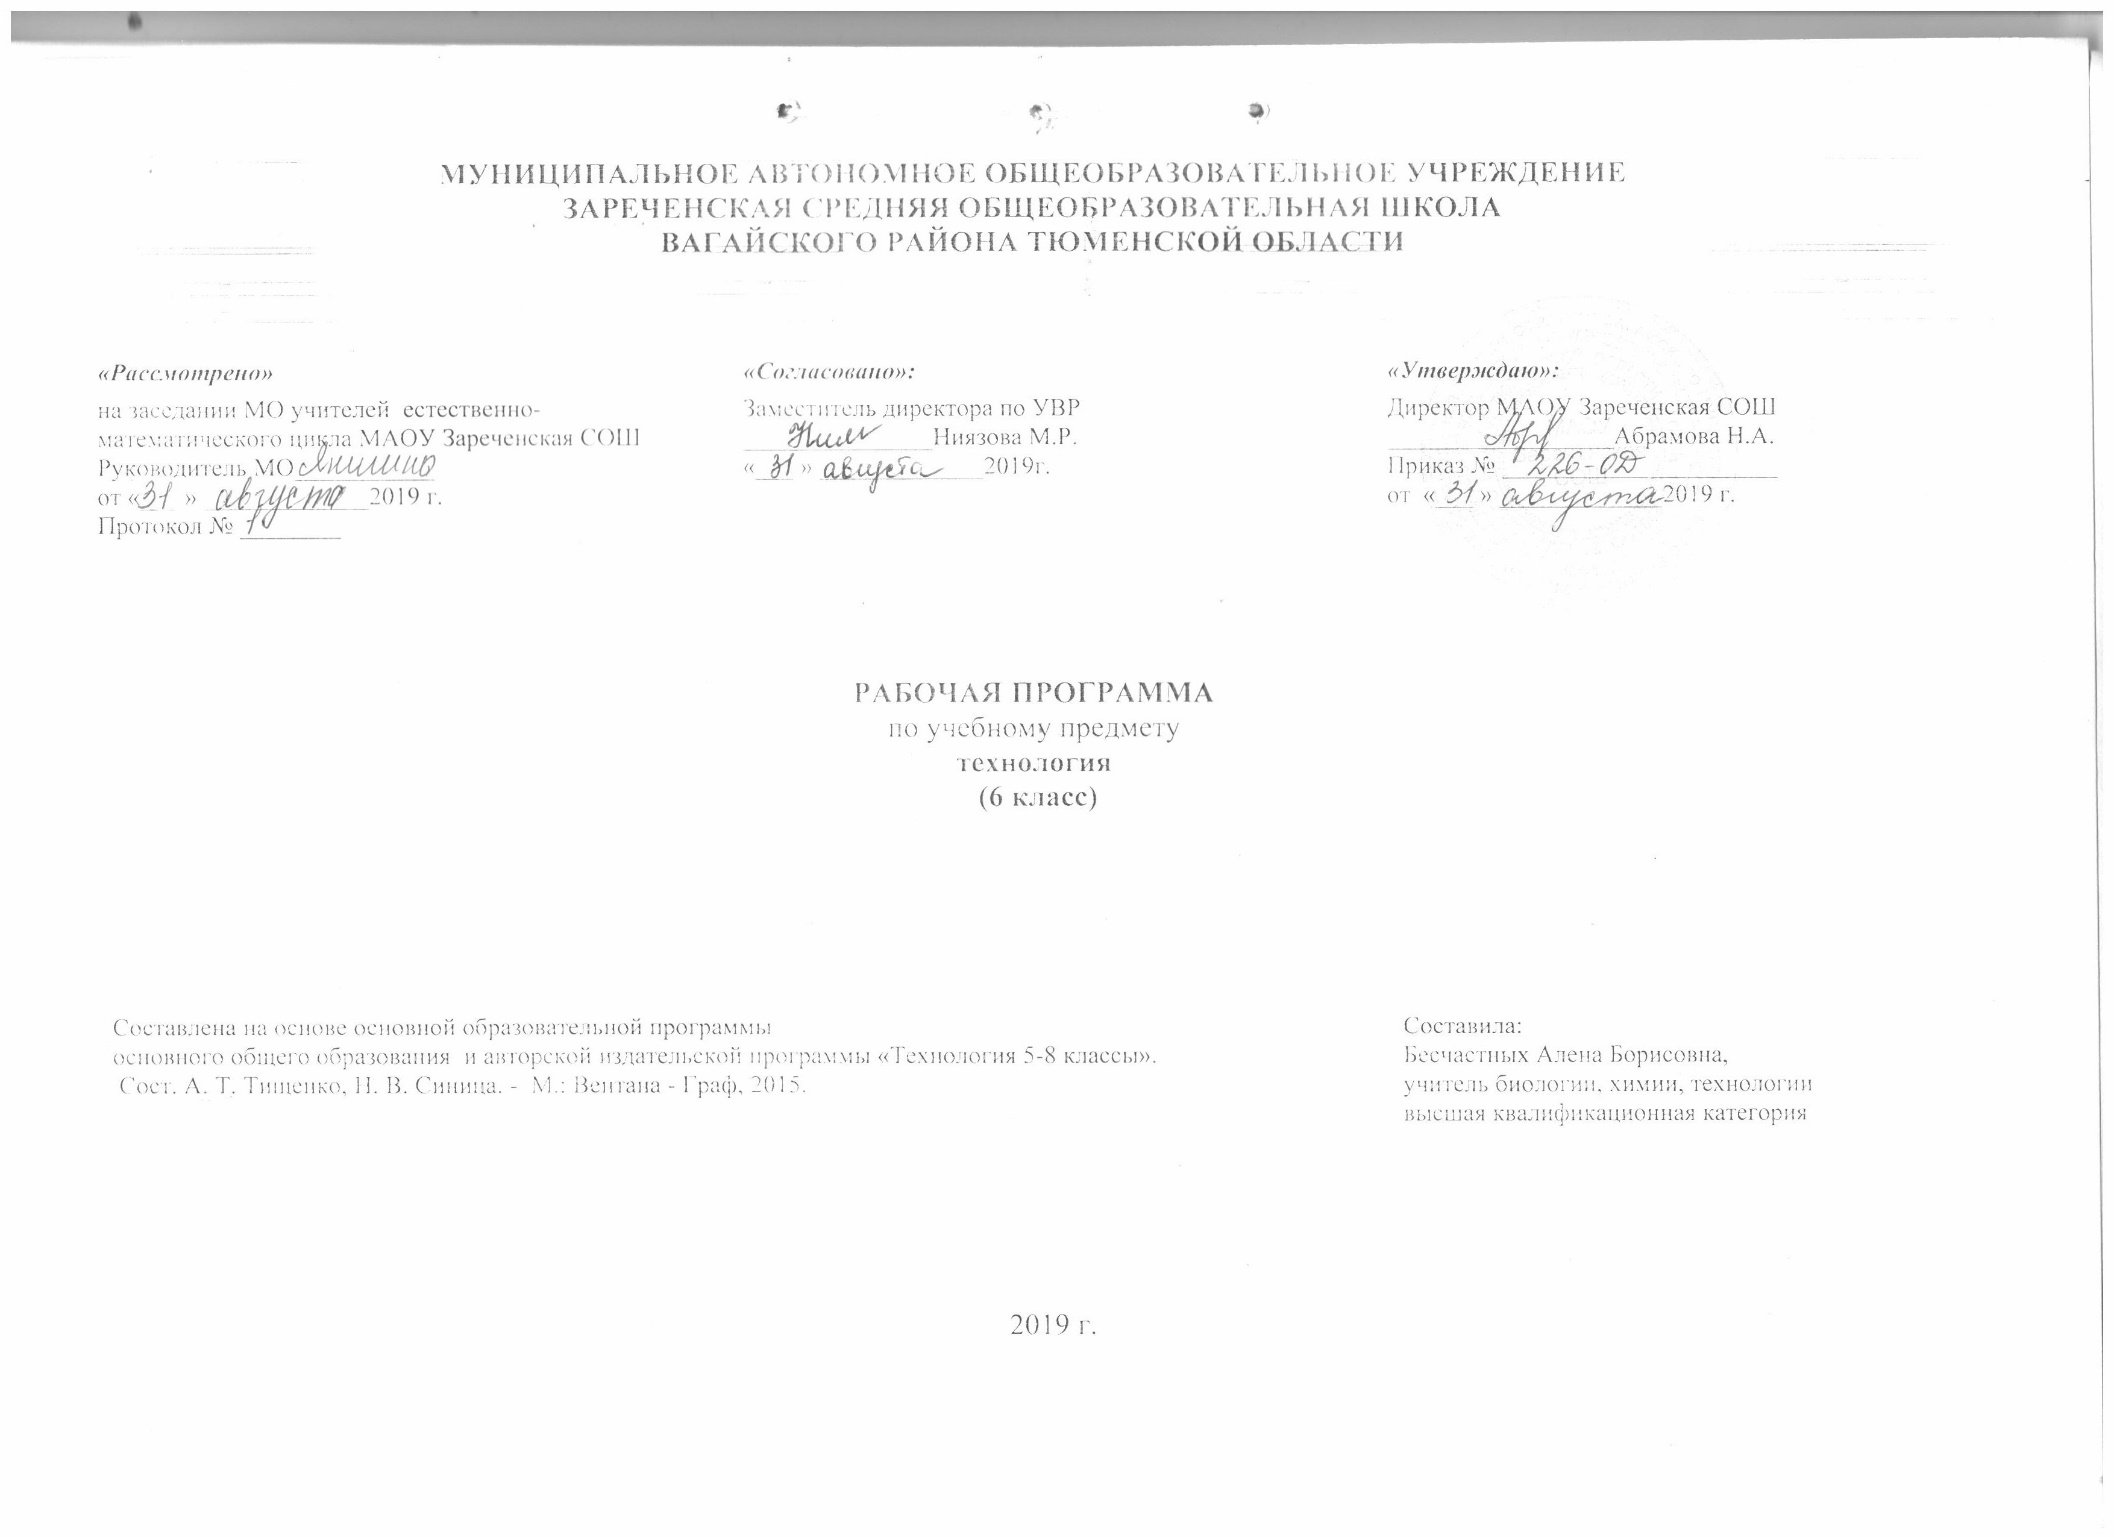 МУНИЦИПАЛЬНОЕ АВТОНОМНОЕ ОБЩЕОБРАЗОВАТЕЛЬНОЕ УЧРЕЖДЕНИЕ
ЗАРЕЧЕНСКАЯ СРЕДНЯЯ ОБЩЕОБРАЗОВАТЕЛЬНАЯ ШКОЛА
ВАГАЙСКОГО РАЙОНА ТЮМЕНСКОЙ ОБЛАСТИ
«Рассмотрено»
на заседании МО учителей естественно-
математического цикла МАОУ Зареченская СОШ
Руководитель МО
от «31» августа 2019 г.
Протокол № 1
«Согласовано»:
Заместитель директора по УВР
Ниязова М.Р.
«31» августа 2019г.
«Утверждаю»:
Директор МАОУ Зареченская СОШ
Абрамова Н.А.
Приказ № 226-ОД
от «31» августа 2019 г.
РАБОЧАЯ ПРОГРАММА
по учебному предмету
технология
(6 класс)
Составлена на основе основной образовательной программы
основного общего образования и авторской издательской программы «Технология 5-8 классы».
Сост. А. Т. Тищенко, Н. В. Синица. - М.: Вентана - Граф, 2015.
Составила:
Бесчастных Алена Борисовна,
учитель биологии, химии, технологии
высшая квалификационная категория
2019 г.